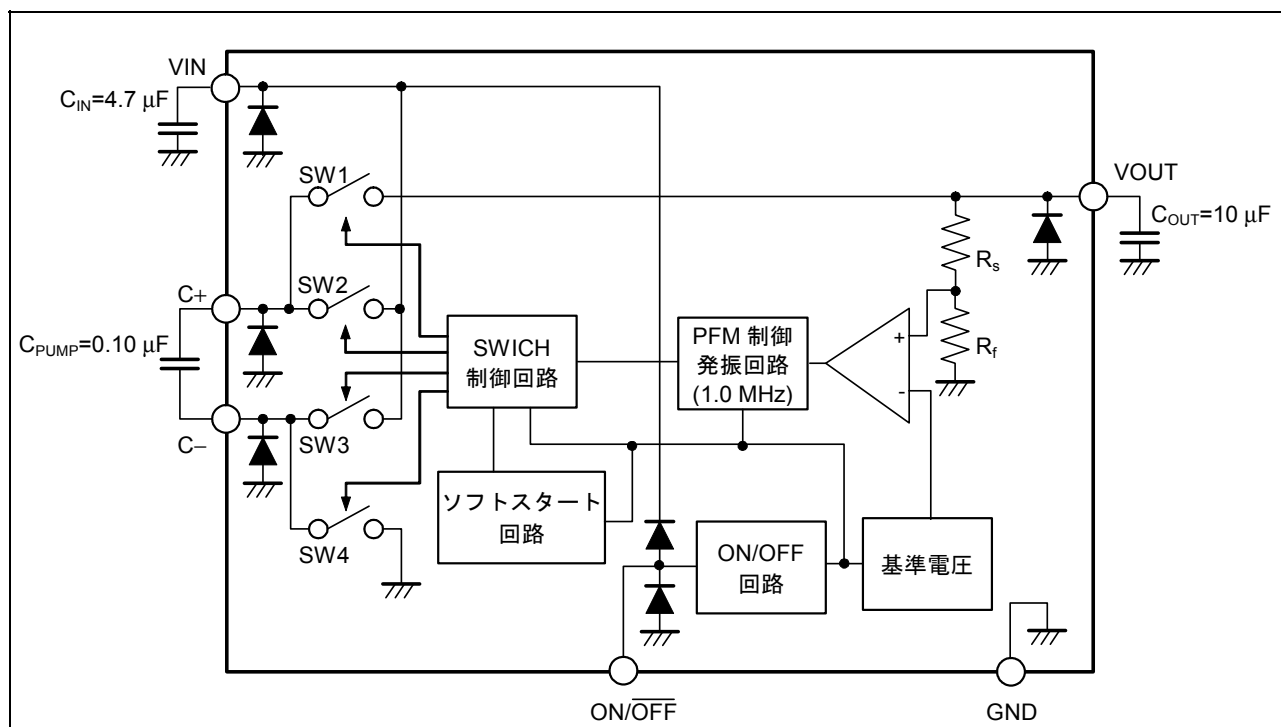 VIN
C_IN=4.7 μF
SW1
VOUT
C_OUT=10 μF
R_s
C+
SW2
C_PUMP=0.10 μF
SWICH
制御回路
PFM 制御
発振回路
(1.0 MHz)
+
-
R_f
C−
SW3
ソフトスタート
回路
SW4
ON/OFF
回路
基準電圧
ON/O̅F̅F̅
GND